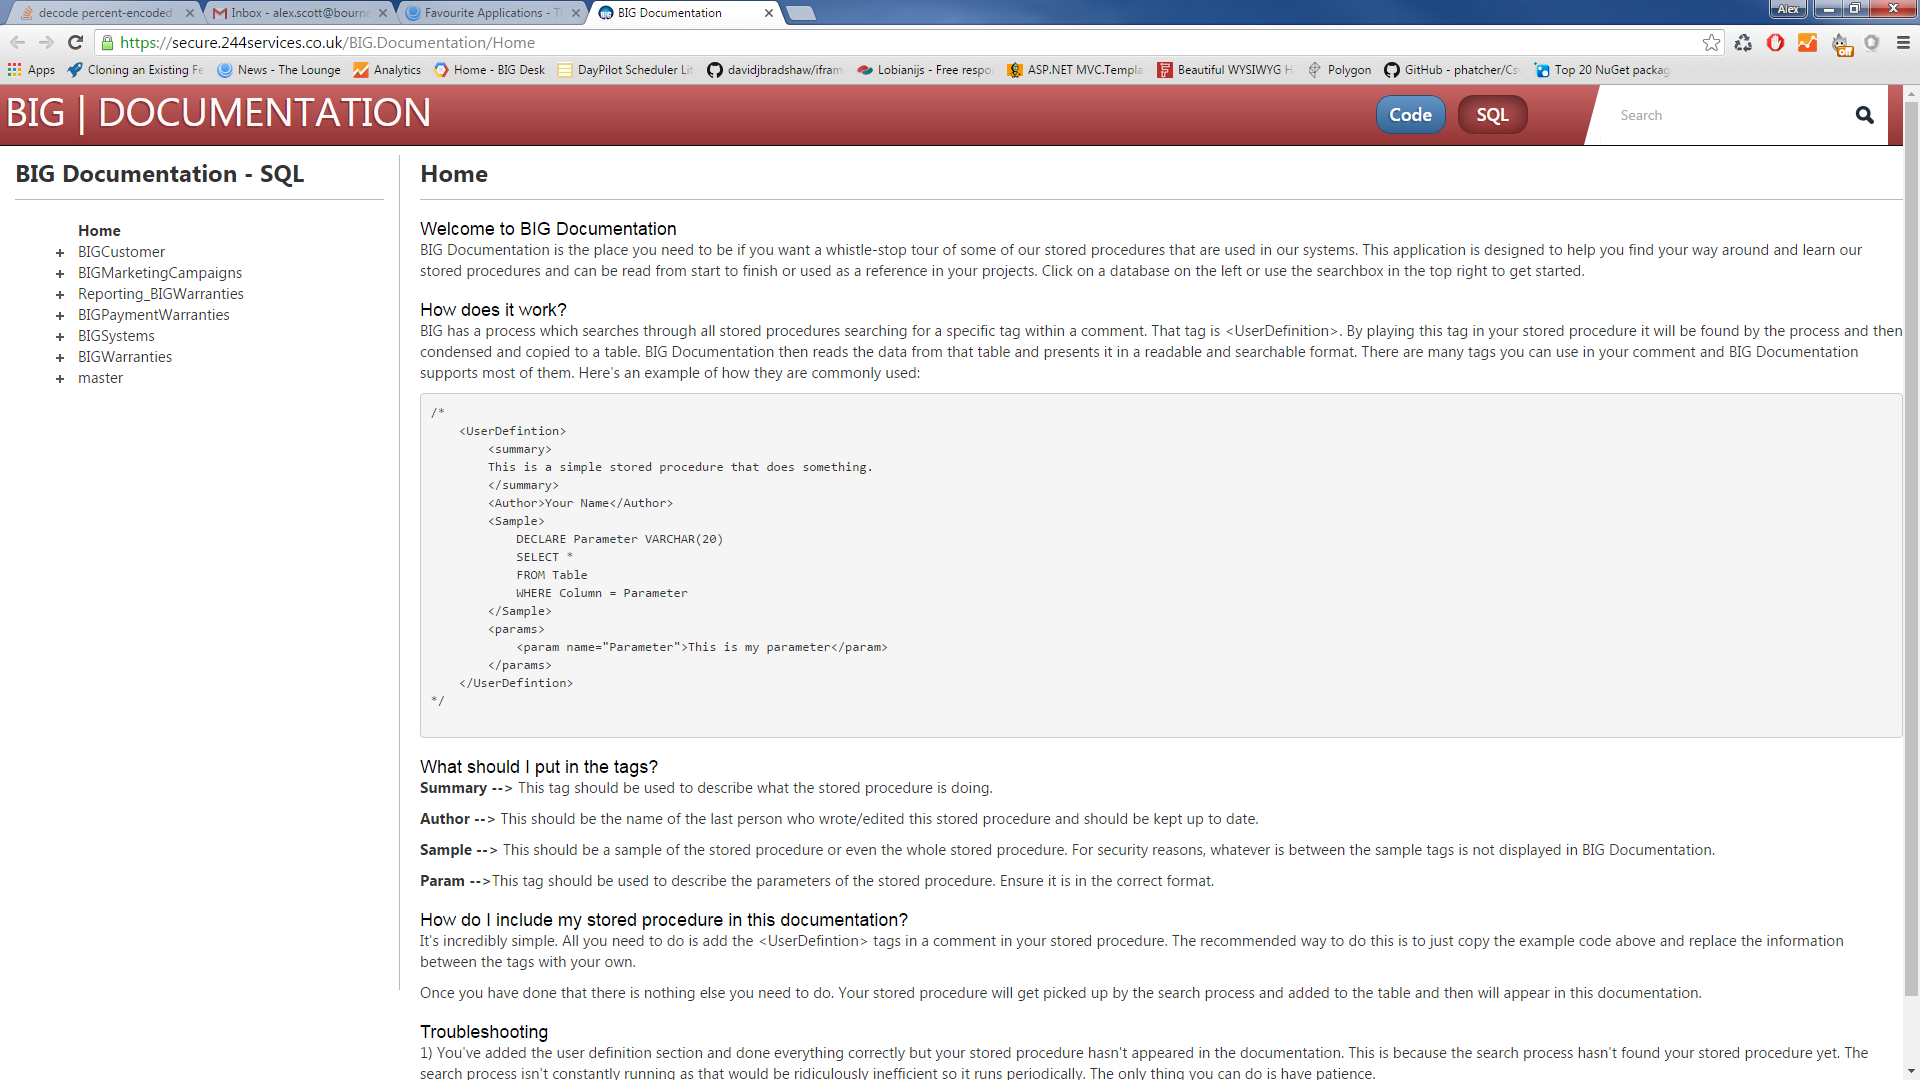 decode percent-encoded
Inbox - alex.scott@bourne
Favourite Applications - T
BIG Documentation
Alex
https://secure.244services.co.uk/BIG.Documentation/Home
Apps
Cloning an Existing Fe
News - The Lounge
Analytics
Home - BIG Desk
DayPilot Scheduler Lit
davidjbradshaw/ifram
Lobianijs - Free respo
ASP.NET MVC.Templa
Beautiful WYSIWYG H
Polygon
GitHub - phatcher/Cs
Top 20 NuGet packag
off
BIG | DOCUMENTATION
Code
SQL
Search
BIG Documentation - SQL
Home
BIGCustomer
BIGMarketingCampaigns
Reporting_BIGWarranties
BIGPaymentWarranties
BIGSystems
BIGWarranties
master
Home
Welcome to BIG Documentation
BIG Documentation is the place you need to be if you want a whistle-stop tour of some of our stored procedures that are used in our systems. This application is designed to help you find your way around and learn our
stored procedures and can be read from start to finish or used as a reference in your projects. Click on a database on the left or use the searchbox in the top right to get started.
How does it work?
BIG has a process which searches through all stored procedures searching for a specific tag within a comment. That tag is <UserDefinition>. By playing this tag in your stored procedure it will be found by the process and then
condensed and copied to a table. BIG Documentation then reads the data from that table and presents it in a readable and searchable format. There are many tags you can use in your comment and BIG Documentation
supports most of them. Here's an example of how they are commonly used:
/*
    <UserDefintion>
        <summary>
        This is a simple stored procedure that does something.
        </summary>
        <Author>Your Name</Author>
        <Sample>
            DECLARE Parameter VARCHAR(20)
            SELECT *
            FROM Table
            WHERE Column = Parameter
        </Sample>
        <params>
            <param name="Parameter">This is my parameter</param>
        </params>
    </UserDefintion>
*/
What should I put in the tags?
Summary --> This tag should be used to describe what the stored procedure is doing.
Author --> This should be the name of the last person who wrote/edited this stored procedure and should be kept up to date.
Sample --> This should be a sample of the stored procedure or even the whole stored procedure. For security reasons, whatever is between the sample tags is not displayed in BIG Documentation.
Param -->This tag should be used to describe the parameters of the stored procedure. Ensure it is in the correct format.
How do I include my stored procedure in this documentation?
It's incredibly simple. All you need to do is add the <UserDefintion> tags in a comment in your stored procedure. The recommended way to do this is to just copy the example code above and replace the information
between the tags with your own.
Once you have done that there is nothing else you need to do. Your stored procedure will get picked up by the search process and added to the table and then will appear in this documentation.
Troubleshooting
1) You've added the user definition section and done everything correctly but your stored procedure hasn't appeared in the documentation. This is because the search process hasn't found your stored procedure yet. The
search process isn't constantly running as that would be ridiculously inefficient so it runs periodically. The only thing you can do is have patience.